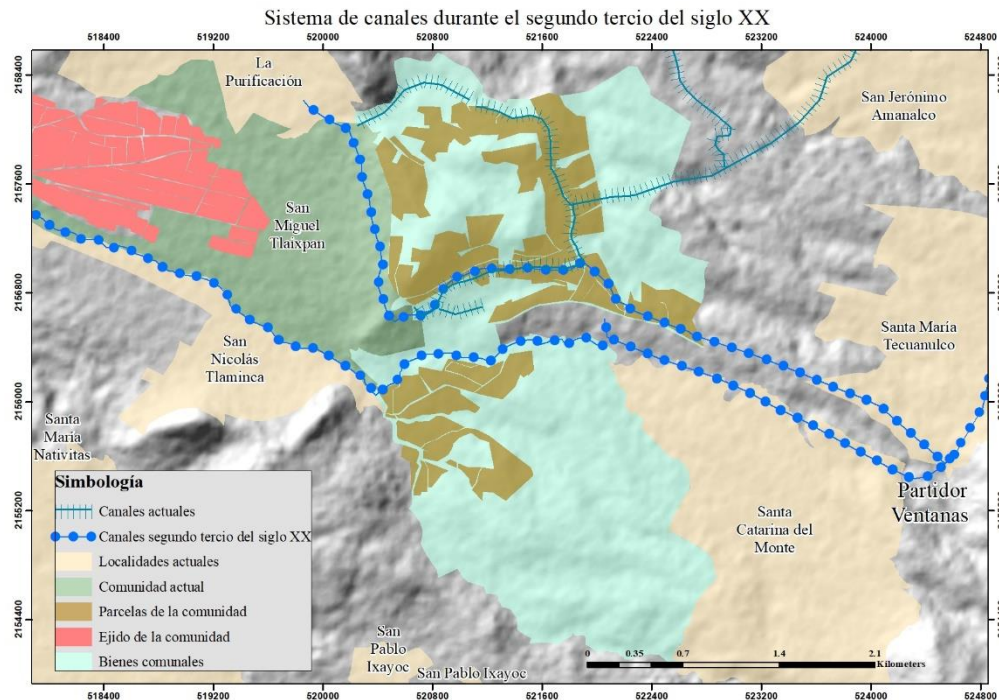 Sistema de canales durante el segundo tercio del siglo XX
518400 519200 520000 520800 521600 522400 523200 524000 524800
2168400
2157600
2156800
2156000
2155200
2154400
La
Purificación
San Jerónimo
Amanalco
San
Miguel
Tlaixpan
San
Nicolás
Tlaminca
Santa María
Tecuanulco
Santa
María
Nativitas
Partidor
Ventanas
Santa
Catarina del
Monte
San
Pablo
Ixayoc
San Pablo Ixayoc
Simbología
Canales actuales
Canales segundo tercio del siglo XX
Localidades actuales
Comunidad actual
Parcelas de la comunidad
Ejido de la comunidad
Bienes comunales
0 0.35 0.7 1.4 2.1
Kilometers
518400 519200 520000 520800 521600 522400 523200 524000 524800